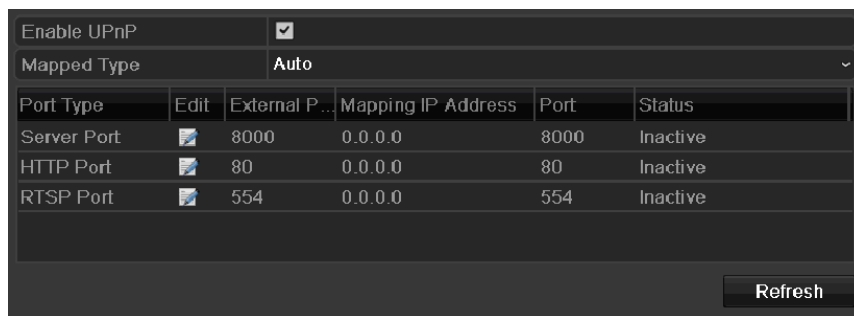 Enable UPnP
Mapped Type Auto
Port Type Edit External P... Mapping IP Address Port Status
Server Port 8000 0.0.0.0 8000 Inactive
HTTP Port 80 0.0.0.0 80 Inactive
RTSP Port 554 0.0.0.0 554 Inactive
Refresh